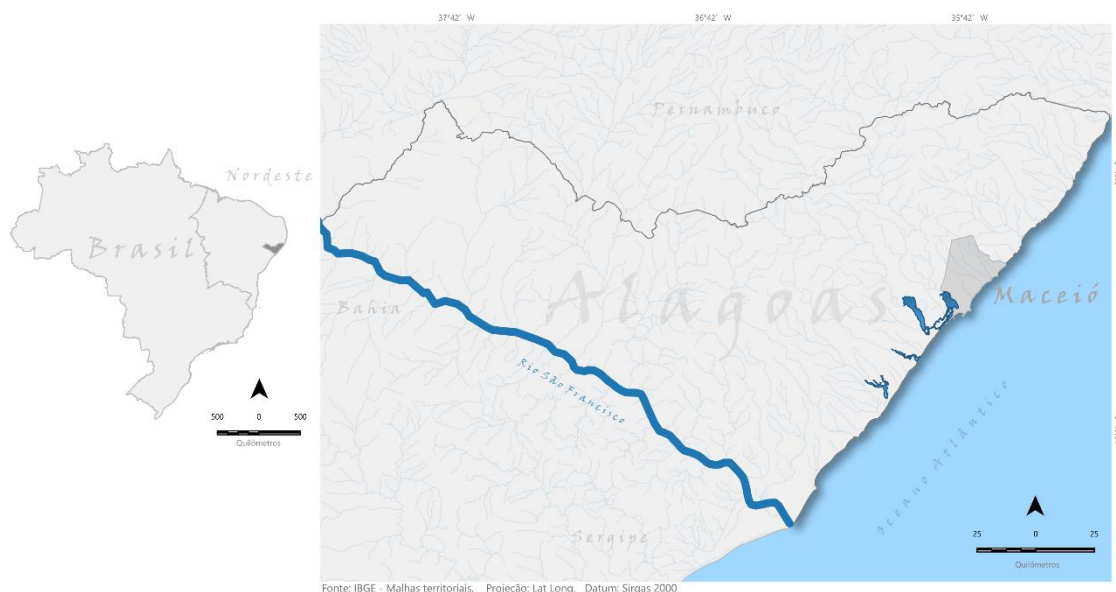 37°42' W
36°42' W
35°42' W
Pernambuco
Nordeste
Brasil
Alagoas
Maceió
Bahia
Rio São Francisco
Oceano Atlântico
500 0 500
Quilômetros
25 0 25
Quilômetros
Sergipe
Fonte: IBGE - Malhas territoriais. Projeção: Lat Long. Datum: Sirgas 2000